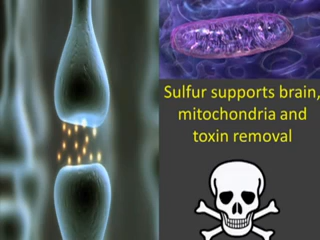 Sulfur supports brain,
mitochondria and
toxin removal